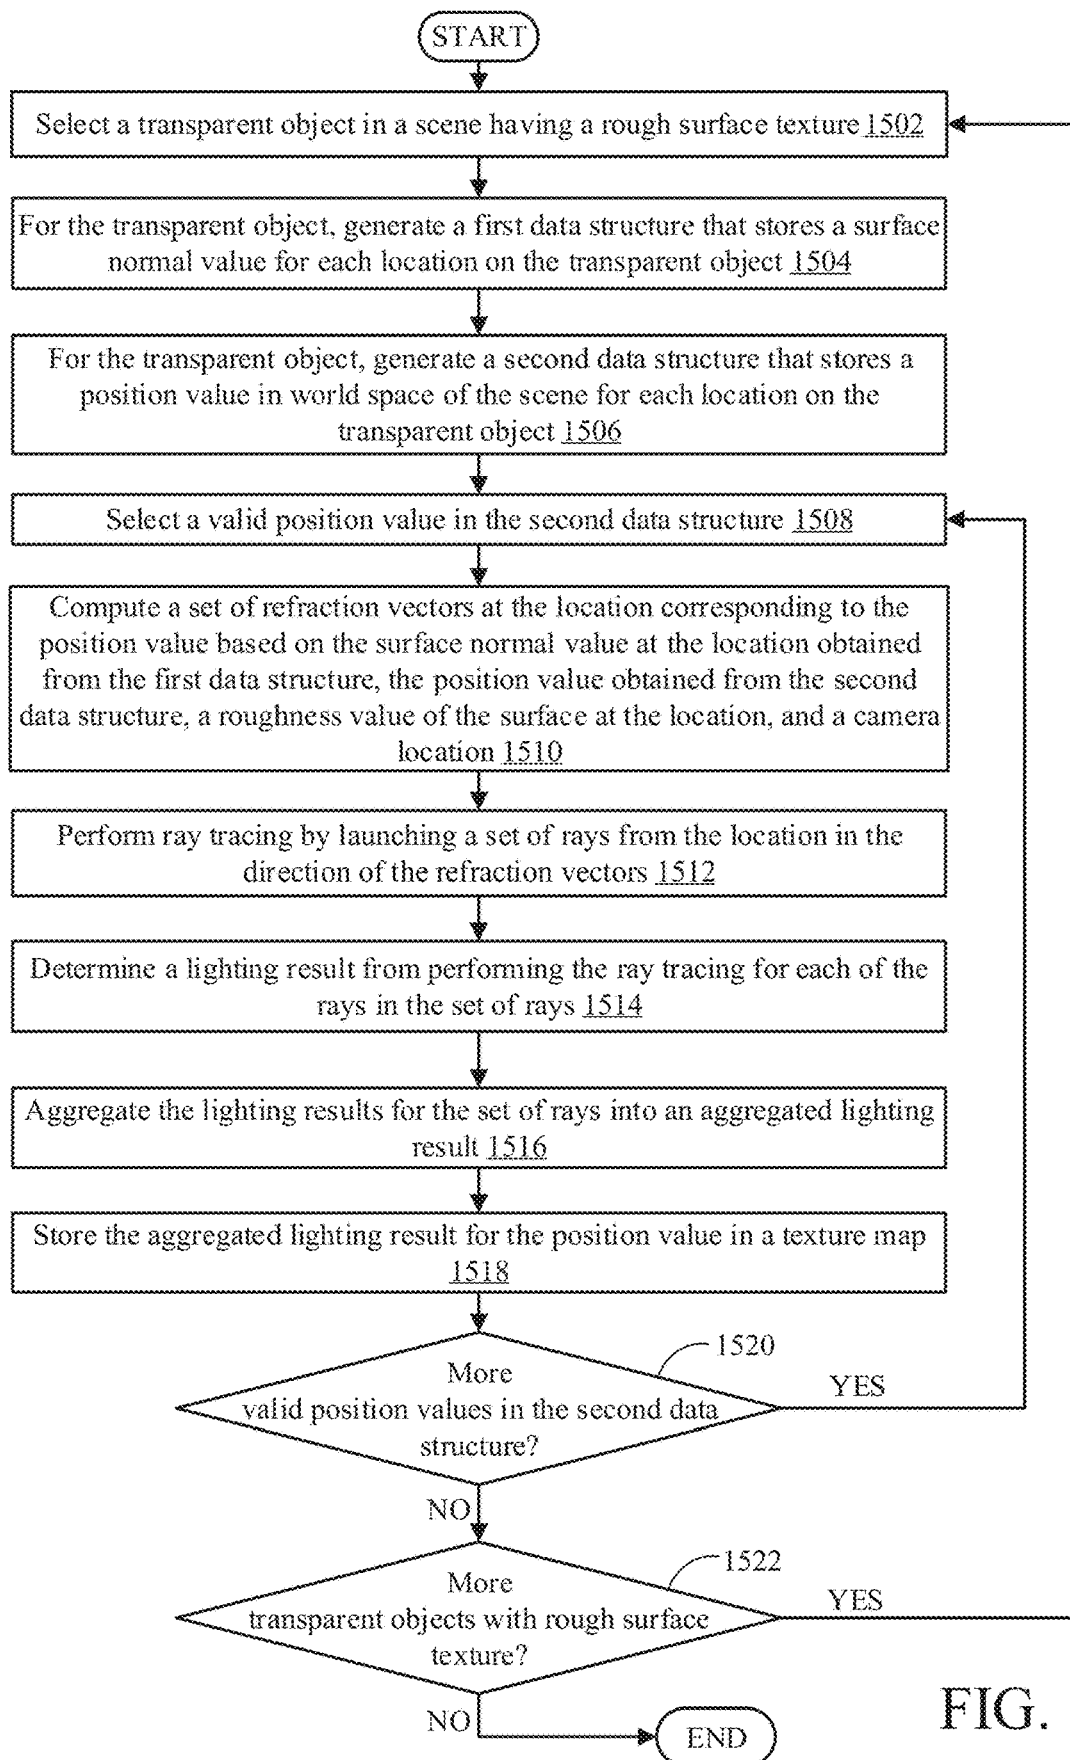 START
Select a transparent object in a scene having a rough surface texture 1502
For the transparent object, generate a first data structure that stores a surface
normal value for each location on the transparent object 1504
For the transparent object, generate a second data structure that stores a
position value in world space of the scene for each location on the
transparent object 1506
Select a valid position value in the second data structure 1508
Compute a set of refraction vectors at the location corresponding to the
position value based on the surface normal value at the location obtained
from the first data structure, the position value obtained from the second
data structure, a roughness value of the surface at the location, and a camera
location 1510
Perform ray tracing by launching a set of rays from the location in the
direction of the refraction vectors 1512
Determine a lighting result from performing the ray tracing for each of the
rays in the set of rays 1514
Aggregate the lighting results for the set of rays into an aggregated lighting
result 1516
Store the aggregated lighting result for the position value in a texture map
1518
1520
More
valid position values in the second data
structure?
YES
NO
1522
More
transparent objects with rough surface
texture?
YES
NO
END
FIG.